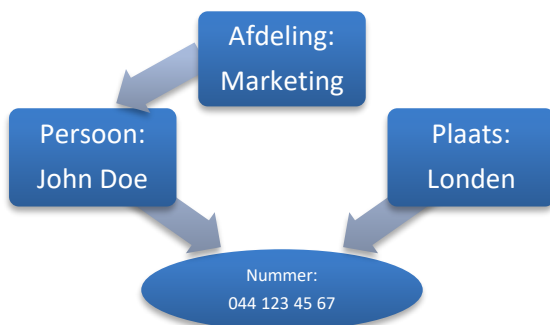 Afdeling:
Marketing
Persoon:
John Doe
Plaats:
Londen
Nummer:
044 123 45 67